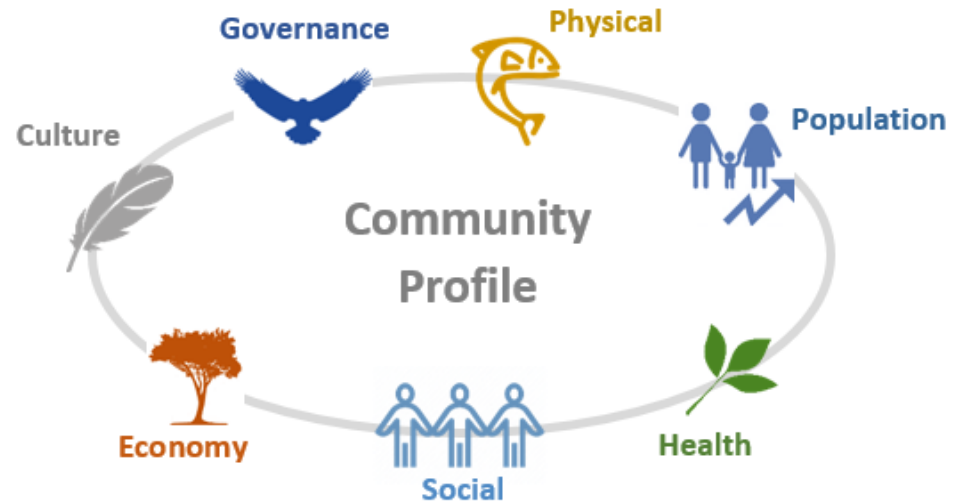 Physical
Governance
Population
Culture
Community
Profile
Economy
Health
Social